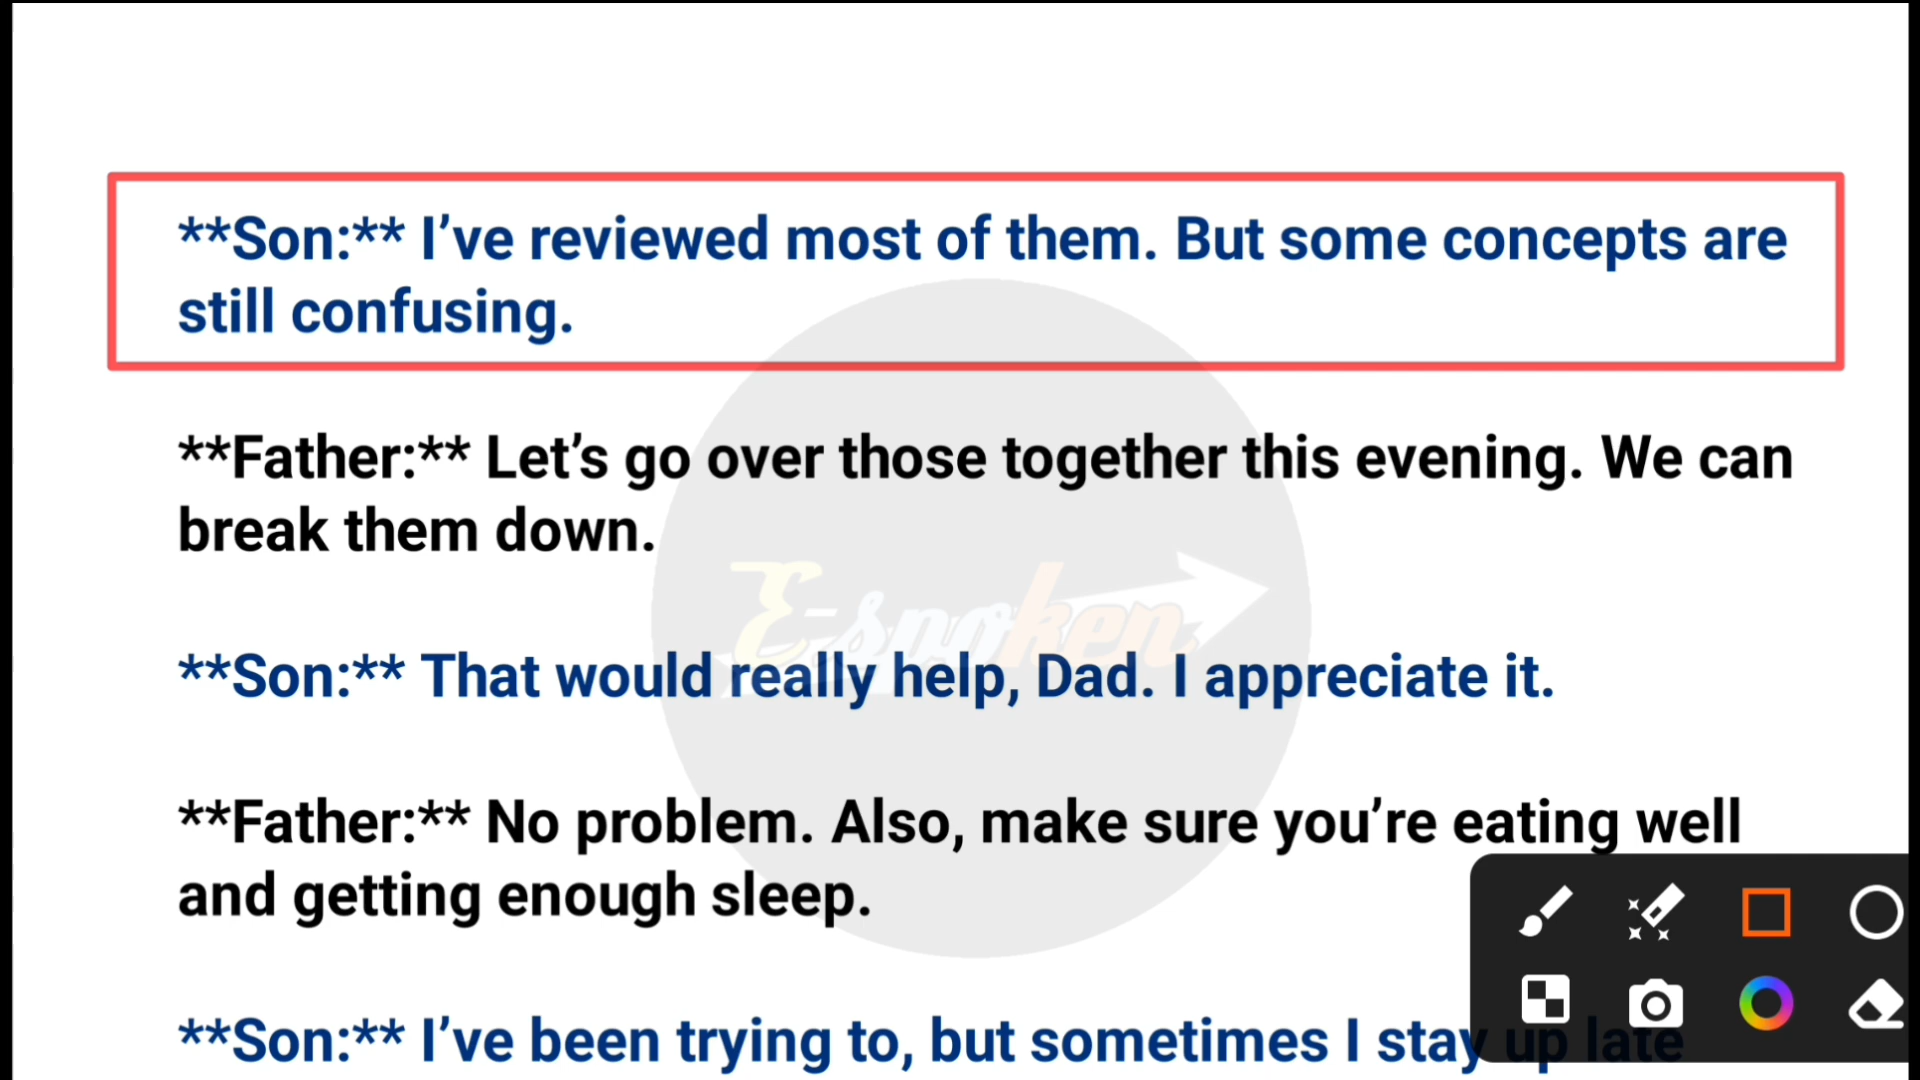 **Son:** I’ve reviewed most of them. But some concepts are
still confusing.
**Father:** Let’s go over those together this evening. We can
break them down.
E-spoken
**Son:** That would really help, Dad. I appreciate it.
**Father:** No problem. Also, make sure you’re eating well
and getting enough sleep.
**Son:** I’ve been trying to, but sometimes I stay up late